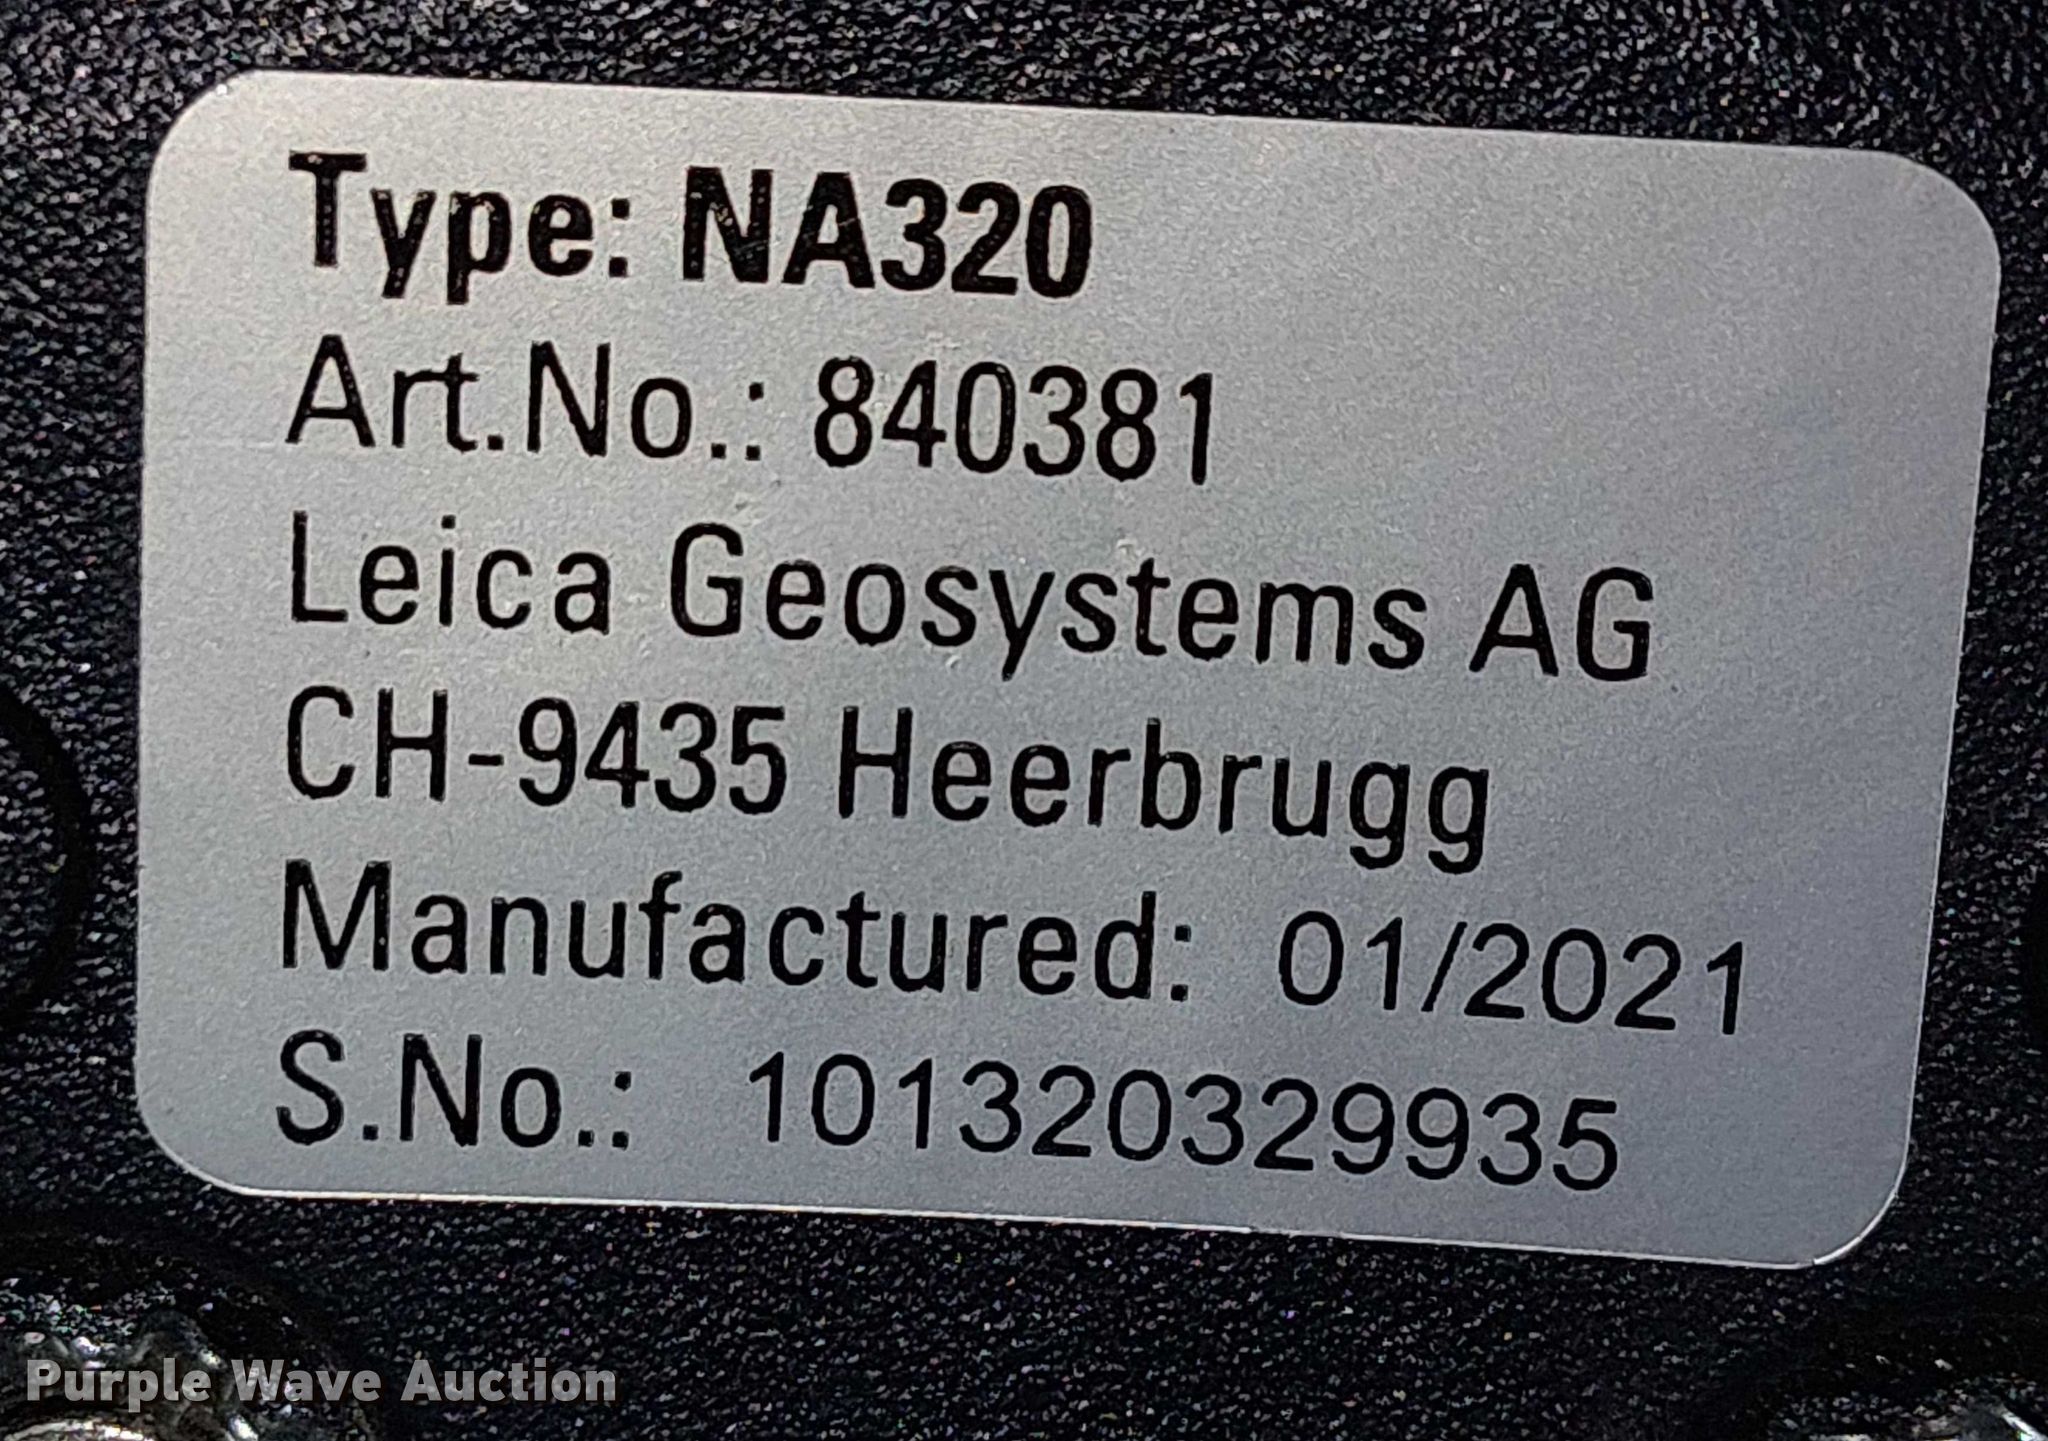 Type: NA320
Art.No.: 840381
Leica Geosystems AG
CH-9435 Heerbrugg
Manufactured: 01/2021
S.No.: 101320329935
Purple Wave Auction